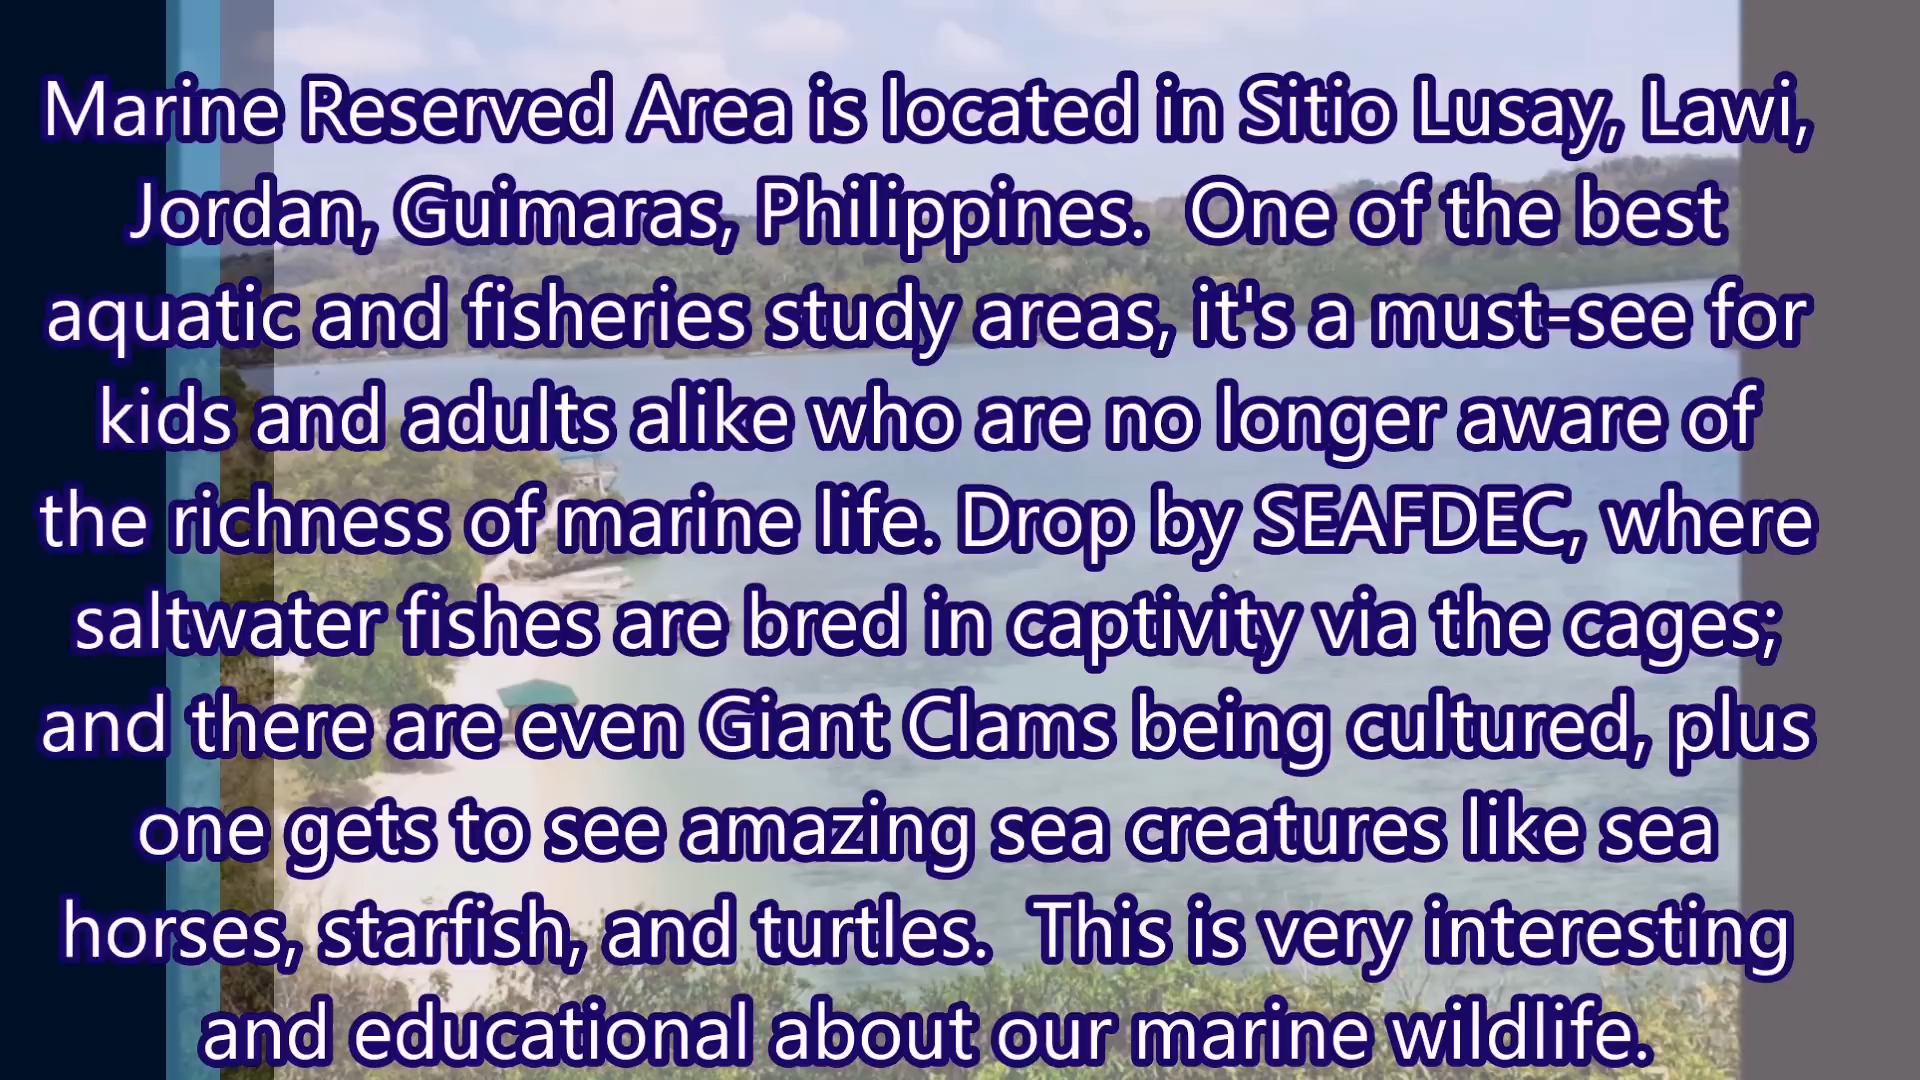 Marine Reserved Area is located in Sitio Lusay, Lawi,
Jordan, Guimaras, Philippines.  One of the best
aquatic and fisheries study areas, it's a must-see for
kids and adults alike who are no longer aware of
the richness of marine life. Drop by SEAFDEC, where
saltwater fishes are bred in captivity via the cages;
and there are even Giant Clams being cultured, plus
one gets to see amazing sea creatures like sea
horses, starfish, and turtles.  This is very interesting
and educational about our marine wildlife.